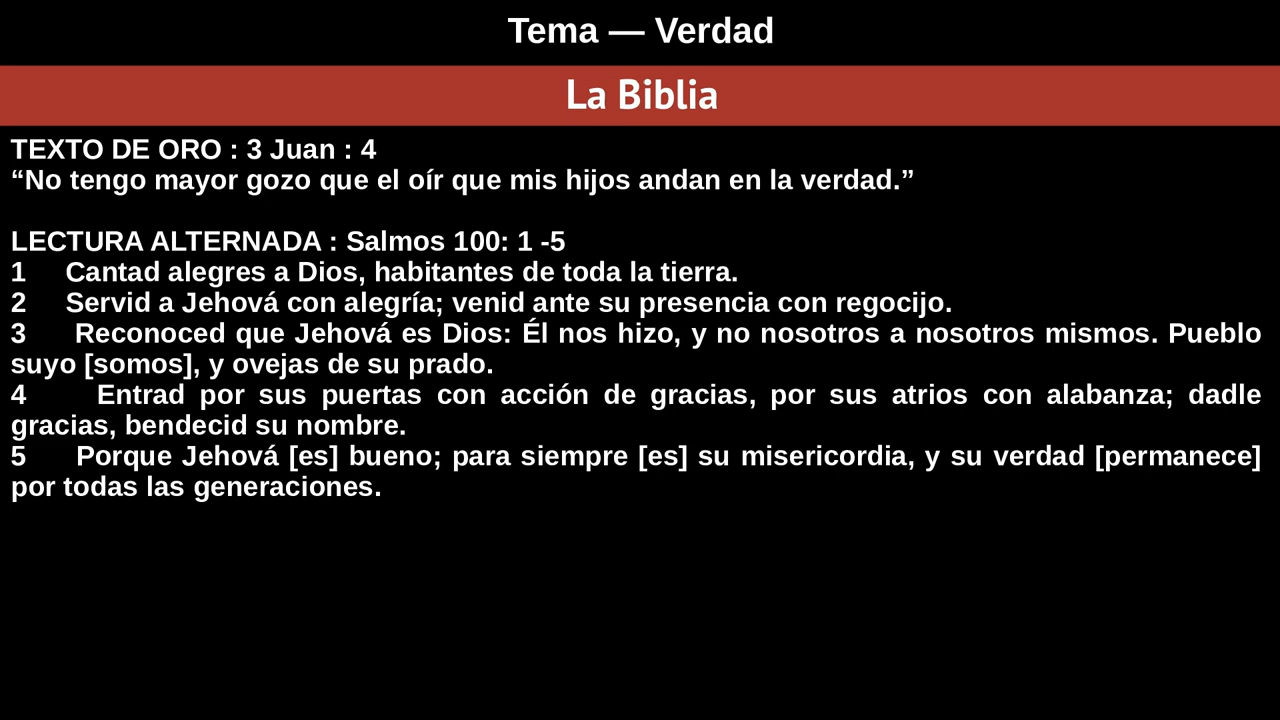 Tema — Verdad
La Biblia
TEXTO DE ORO : 3 Juan : 4
“No tengo mayor gozo que el oír que mis hijos andan en la verdad.”
LECTURA ALTERNADA : Salmos 100: 1 -5
1 Cantad alegres a Dios, habitantes de toda la tierra.
2 Servid a Jehová con alegría; venid ante su presencia con regocijo.
3 Reconoced que Jehová es Dios: Él nos hizo, y no nosotros a nosotros mismos. Pueblo
suyo [somos], y ovejas de su prado.
4 Entrad por sus puertas con acción de gracias, por sus atrios con alabanza; dadle
gracias, bendecid su nombre.
5 Porque Jehová [es] bueno; para siempre [es] su misericordia, y su verdad [permanece]
por todas las generaciones.